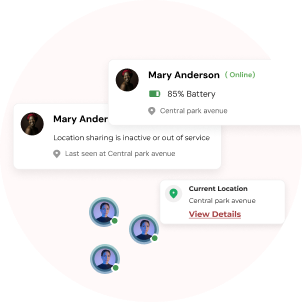 Mary Anderson ( Online)
85% Battery
Central park avenue
Mary Ander
Location sharing is inactive or out of service
Last seen at Central park avenue
Current Location
Central park avenue
View Details